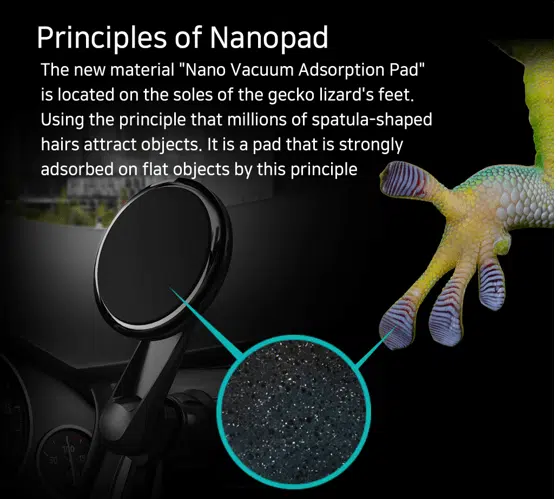 Principles of Nanopad
The new material "Nano Vacuum Adsorption Pad"
is located on the soles of the gecko lizard's feet.
Using the principle that millions of spatula-shaped
hairs attract objects. It is a pad that is strongly
adsorbed on flat objects by this principle